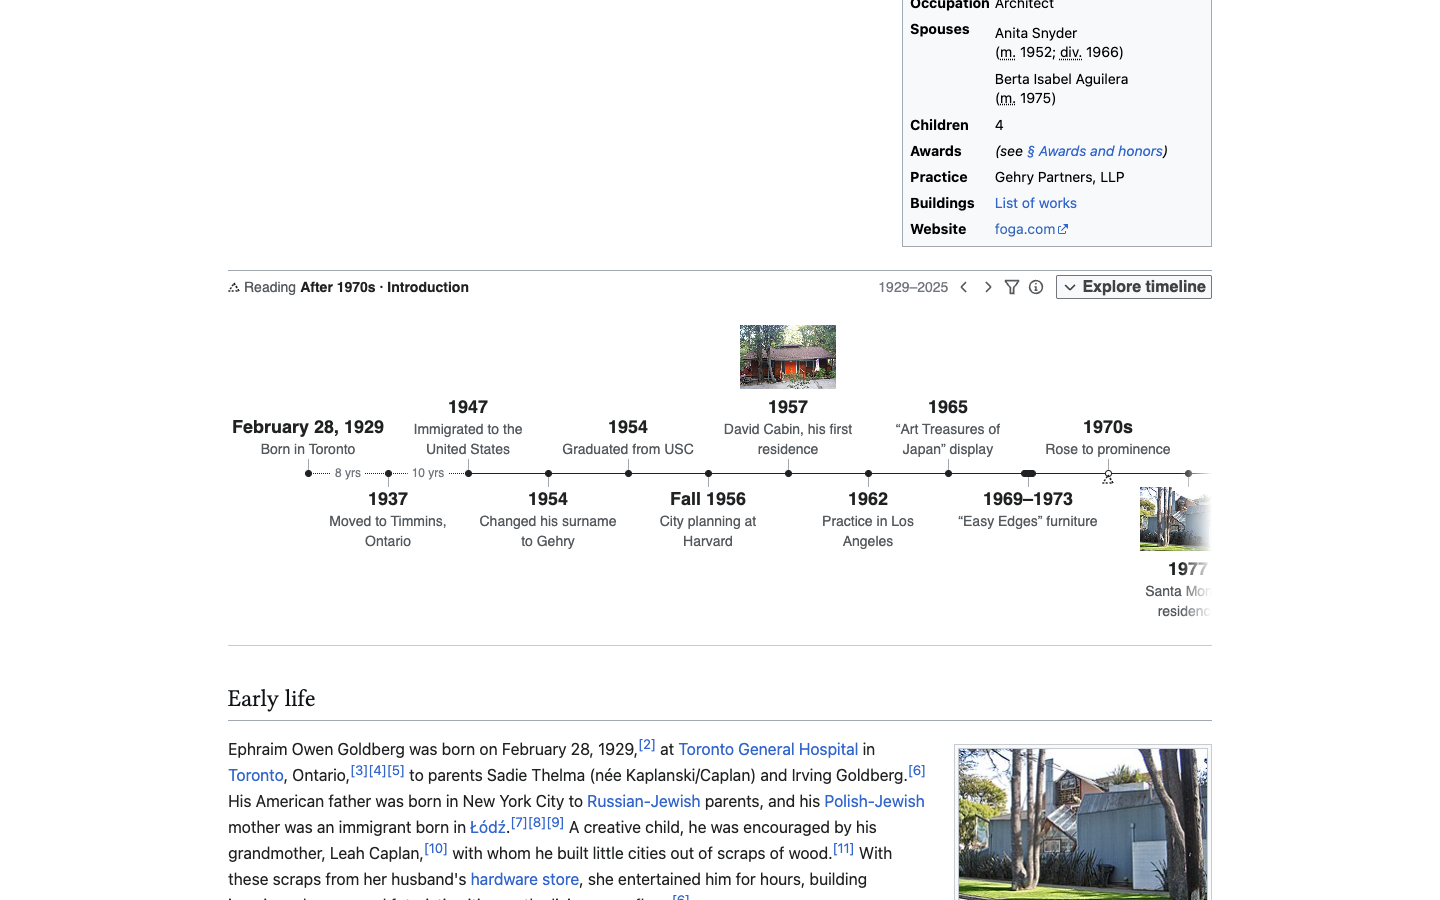 Occupation Architect
Spouses Anita Snyder
(m. 1952; div. 1966)
Berta Isabel Aguilera
(m. 1975)
Children 4
Awards (see § Awards and honors)
Practice Gehry Partners, LLP
Buildings List of works
Website foga.com
Reading After 1970s · Introduction
1929–2025
Explore timeline
February 28, 1929
Born in Toronto
8 yrs
1937
Moved to Timmins,
Ontario
10 yrs
1947
Immigrated to the
United States
1954
Changed his surname
to Gehry
1954
Graduated from USC
Fall 1956
City planning at
Harvard
1957
David Cabin, his first
residence
1962
Practice in Los
Angeles
1965
“Art Treasures of
Japan” display
1969–1973
“Easy Edges” furniture
1970s
Rose to prominence
1977
Santa Mon
residenc
Early life
Ephraim Owen Goldberg was born on February 28, 1929,[2] at Toronto General Hospital in
Toronto, Ontario,[3][4][5] to parents Sadie Thelma (née Kaplanski/Caplan) and Irving Goldberg.[6]
His American father was born in New York City to Russian-Jewish parents, and his Polish-Jewish
mother was an immigrant born in Łódź.[7][8][9] A creative child, he was encouraged by his
grandmother, Leah Caplan,[10] with whom he built little cities out of scraps of wood.[11] With
these scraps from her husband's hardware store, she entertained him for hours, building
[6]